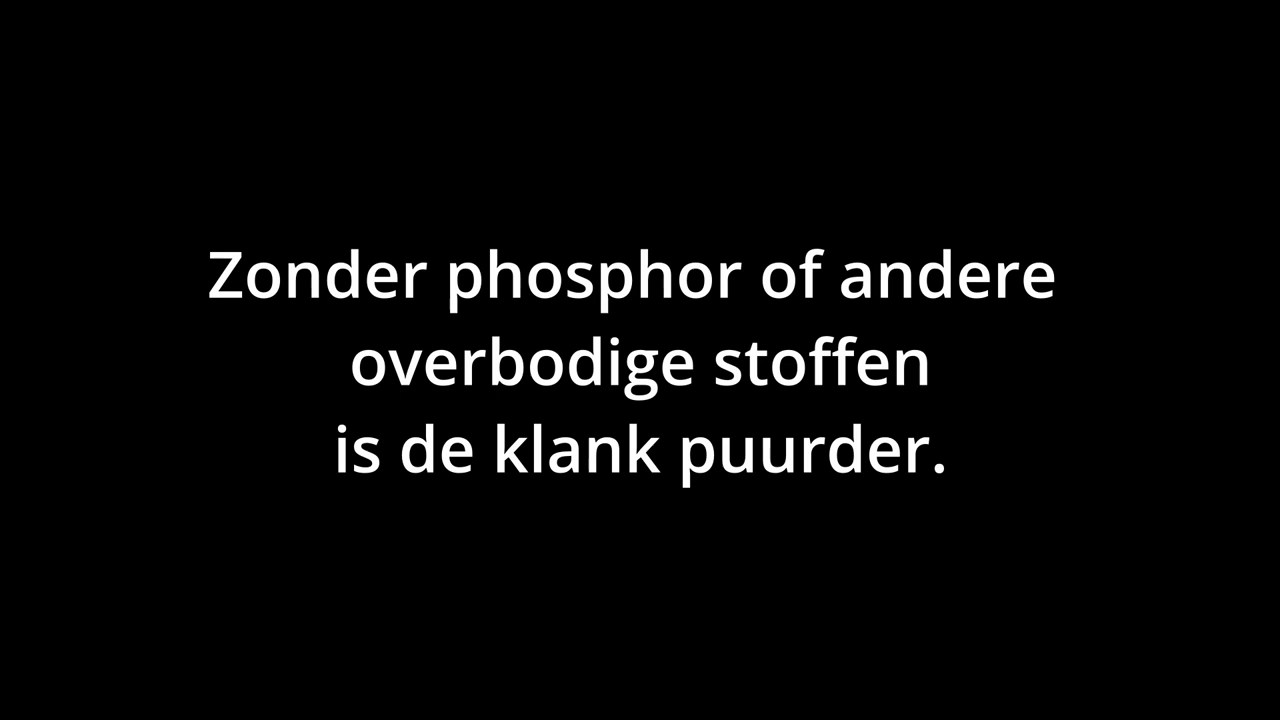 Zonder phosphor of andere
overbodige stoffen
is de klank puurder.